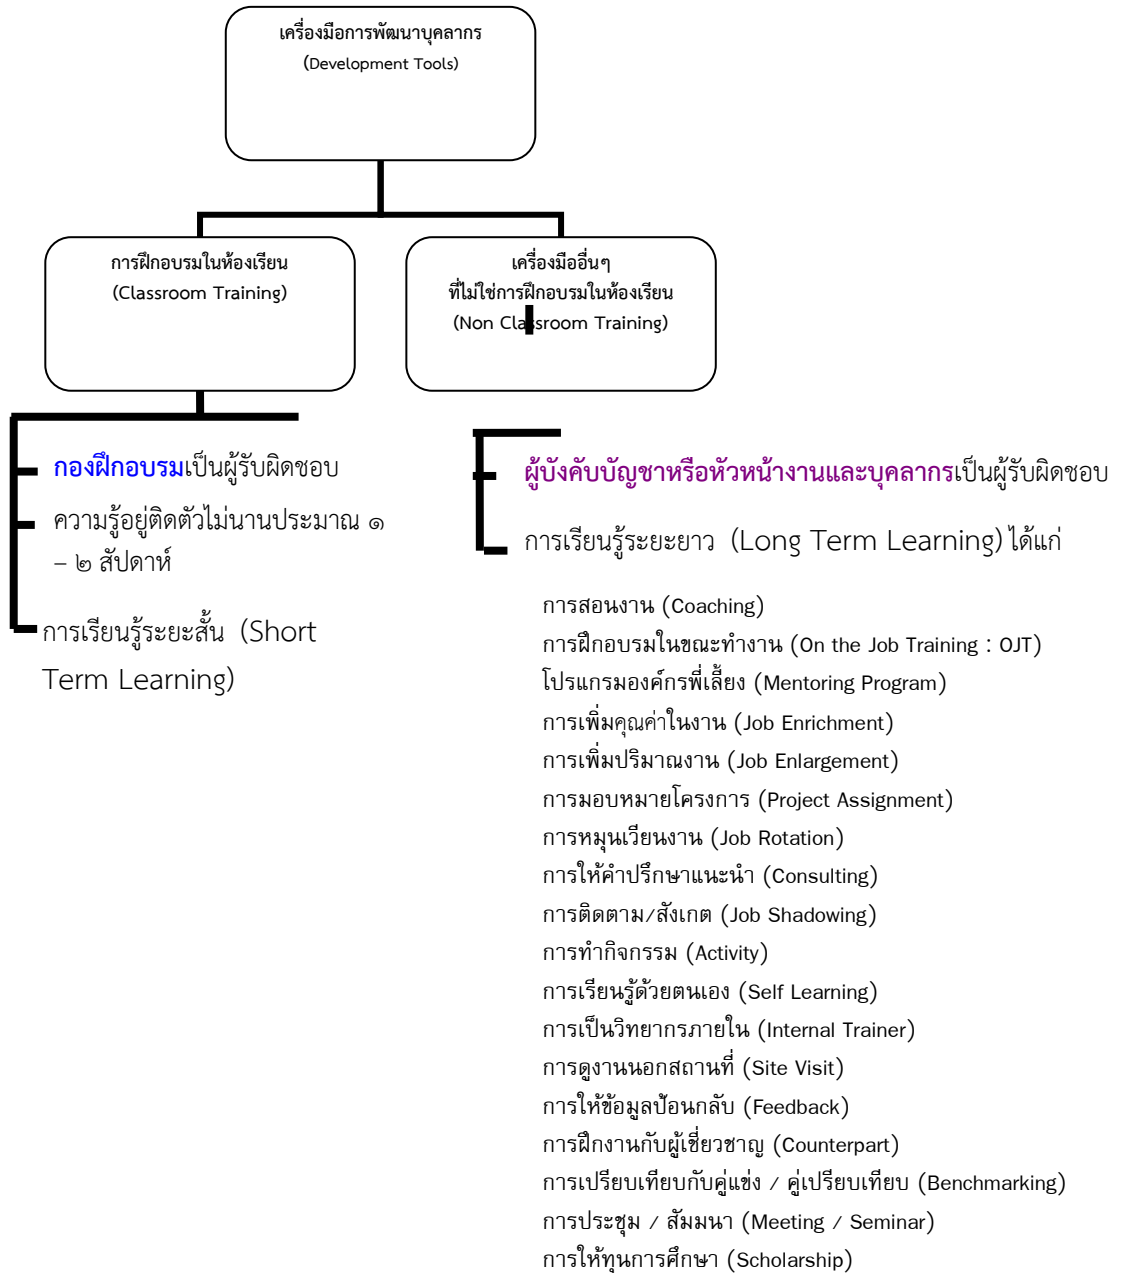 เครื่องมือการพัฒนาบุคลากร
(Development Tools)
การฝึกอบรมในห้องเรียน
(Classroom Training)
เครื่องมืออื่นๆ
ที่ไม่ใช่การฝึกอบรมในห้องเรียน
(Non Classroom Training)
กองฝึกอบรมเป็นผู้รับผิดชอบ
ความรู้อยู่ติดตัวไม่นานประมาณ ๑
– ๒ สัปดาห์
การเรียนรู้ระยะสั้น (Short
Term Learning)
ผู้บังคับบัญชาหรือหัวหน้างานและบุคลากรเป็นผู้รับผิดชอบ
การเรียนรู้ระยะยาว (Long Term Learning) ได้แก่
การสอนงาน (Coaching)
การฝึกอบรมในขณะทำงาน (On the Job Training : OJT)
โปรแกรมองค์กรพี่เลี้ยง (Mentoring Program)
การเพิ่มคุณค่าในงาน (Job Enrichment)
การเพิ่มปริมาณงาน (Job Enlargement)
การมอบหมายโครงการ (Project Assignment)
การหมุนเวียนงาน (Job Rotation)
การให้คำปรึกษาแนะนำ (Consulting)
การติดตาม/สังเกต (Job Shadowing)
การทำกิจกรรม (Activity)
การเรียนรู้ด้วยตนเอง (Self Learning)
การเป็นวิทยากรภายใน (Internal Trainer)
การดูงานนอกสถานที่ (Site Visit)
การให้ข้อมูลป้อนกลับ (Feedback)
การฝึกงานกับผู้เชี่ยวชาญ (Counterpart)
การเปรียบเทียบกับคู่แข่ง / คู่เปรียบเทียบ (Benchmarking)
การประชุม / สัมมนา (Meeting / Seminar)
การให้ทุนการศึกษา (Scholarship)